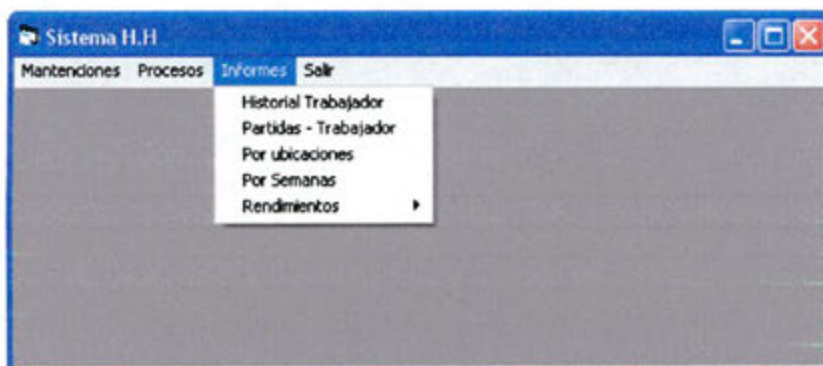 Sistema H.H
Mantenciones Procesos Informes Salir
Historial Trabajador
Partidas - Trabajador
Por ubicaciones
Por Semanas
Rendimientos